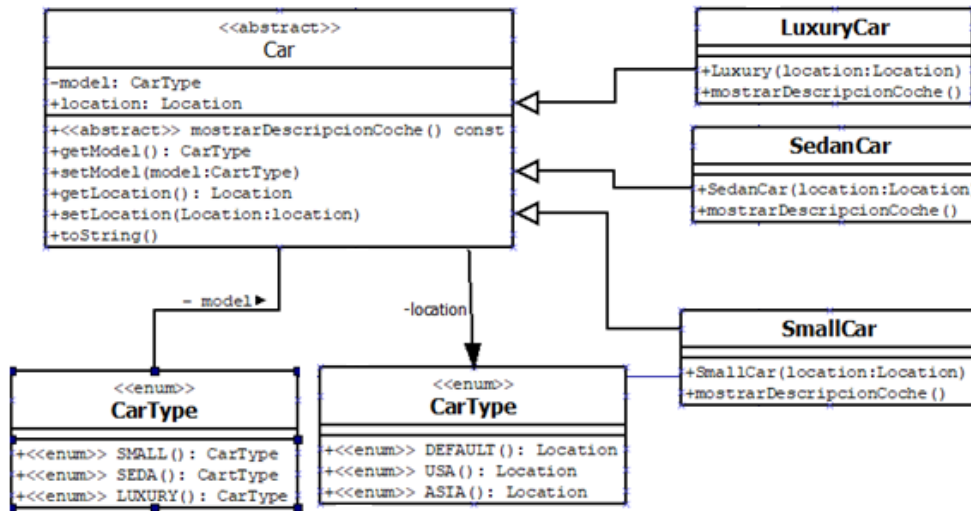 <<abstract>>
Car
-model: CarType
+location: Location
+<<abstract>> mostrarDescripcionCoche() const
+getModel(): CarType
+setModel(model:CartType)
+getLocation(): Location
+setLocation(Location:location)
+toString()
LuxuryCar
+Luxury(location:Location)
+mostrarDescripcionCoche()
SedanCar
+SedanCar(location:Location
+mostrarDescripcionCoche()
SmallCar
+SmallCar(location:Location)
+mostrarDescripcionCoche()
- model
-location
<<enum>>
CarType
+<<enum>> SMALL(): CarType
+<<enum>> SEDA(): CartType
+<<enum>> LUXURY(): CarType
<<enum>>
CarType
+<<enum>> DEFAULT(): Location
+<<enum>> USA(): Location
+<<enum>> ASIA(): Location